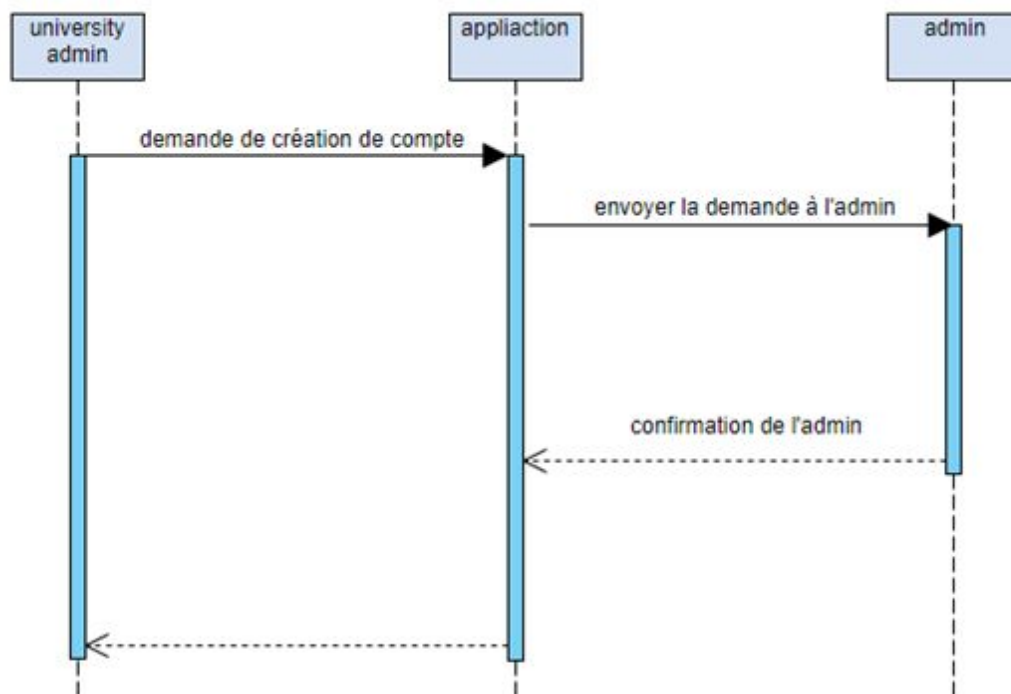 university
admin
appliaction
admin
demande de création de compte
envoyer la demande à l'admin
confirmation de l'admin